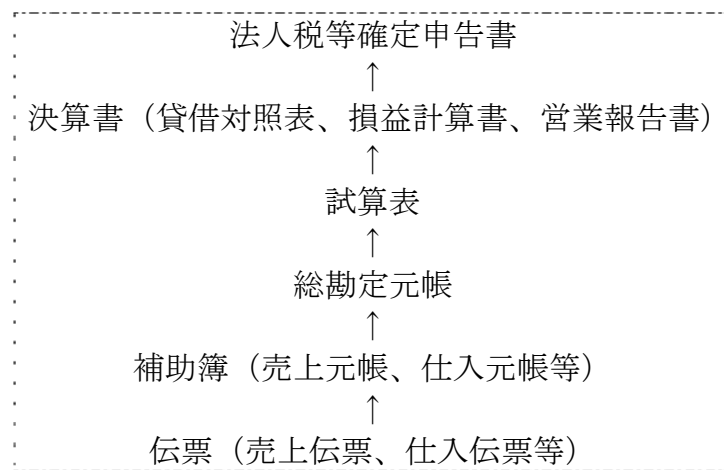 法人税等確定申告書
↑
決算書（貸借対照表、損益計算書、営業報告書）
↑
試算表
↑
総勘定元帳
↑
補助簿（売上元帳、仕入元帳等）
↑
伝票（売上伝票、仕入伝票等）